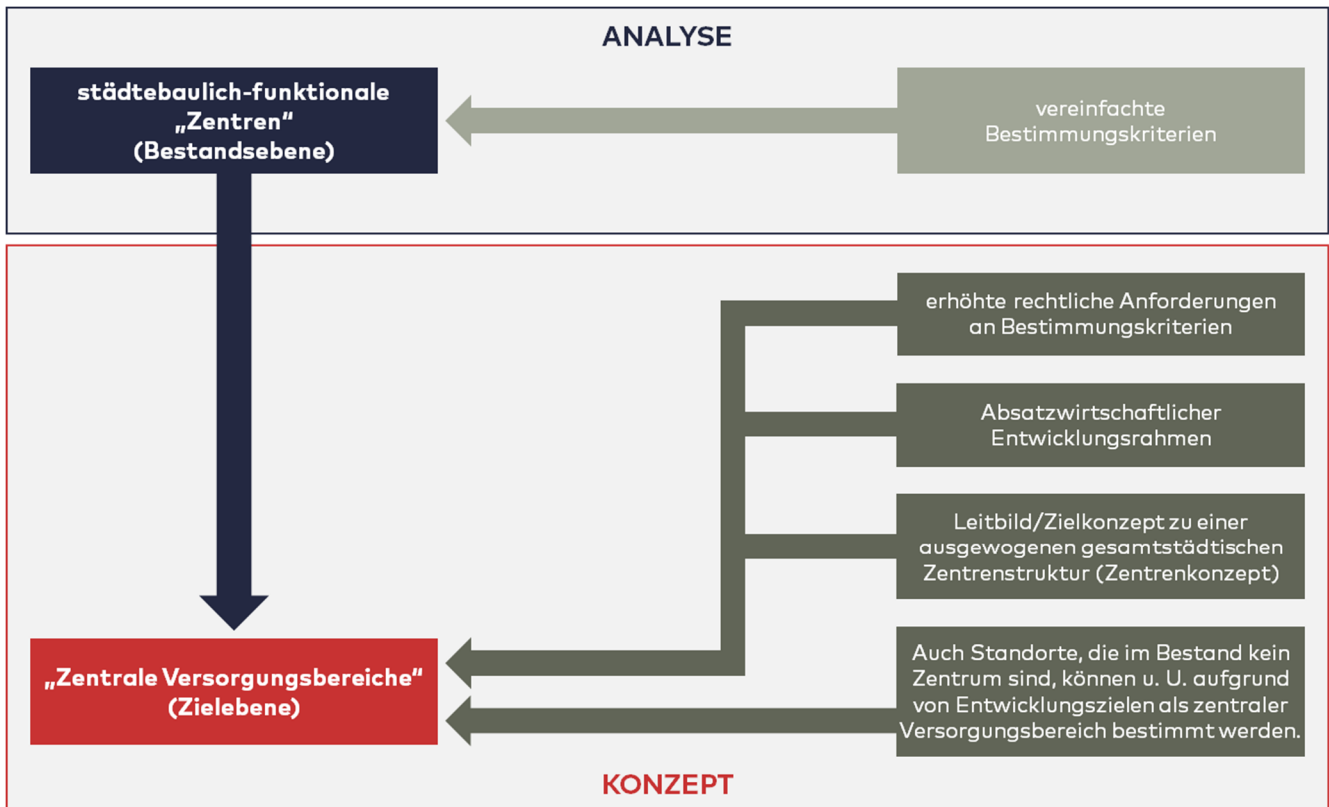 ANALYSE
städtebaulich-funktionale
„Zentren“
(Bestandsebene)
vereinfachte
Bestimmungskriterien
erhöhte rechtliche Anforderungen
an Bestimmungskriterien
Absatzwirtschaftlicher
Entwicklungsrahmen
Leitbild/Zielkonzept zu einer
ausgewogenen gesamtstädtischen
Zentrenstruktur (Zentrenkonzept)
„Zentrale Versorgungsbereiche“
(Zielebene)
Auch Standorte, die im Bestand kein
Zentrum sind, können u. U. aufgrund
von Entwicklungszielen als zentraler
Versorgungsbereich bestimmt werden.
KONZEPT